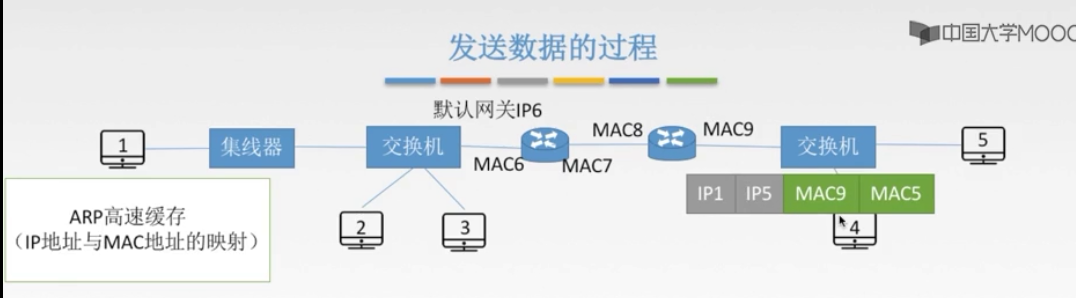 中国大学MOOC
发送数据的过程
默认网关IP6
1
集线器
交换机
MAC6
MAC7
MAC8
MAC9
交换机
5
IP1 IP5 MAC9 MAC5
ARP高速缓存
（IP地址与MAC地址的映射）
2
3
4